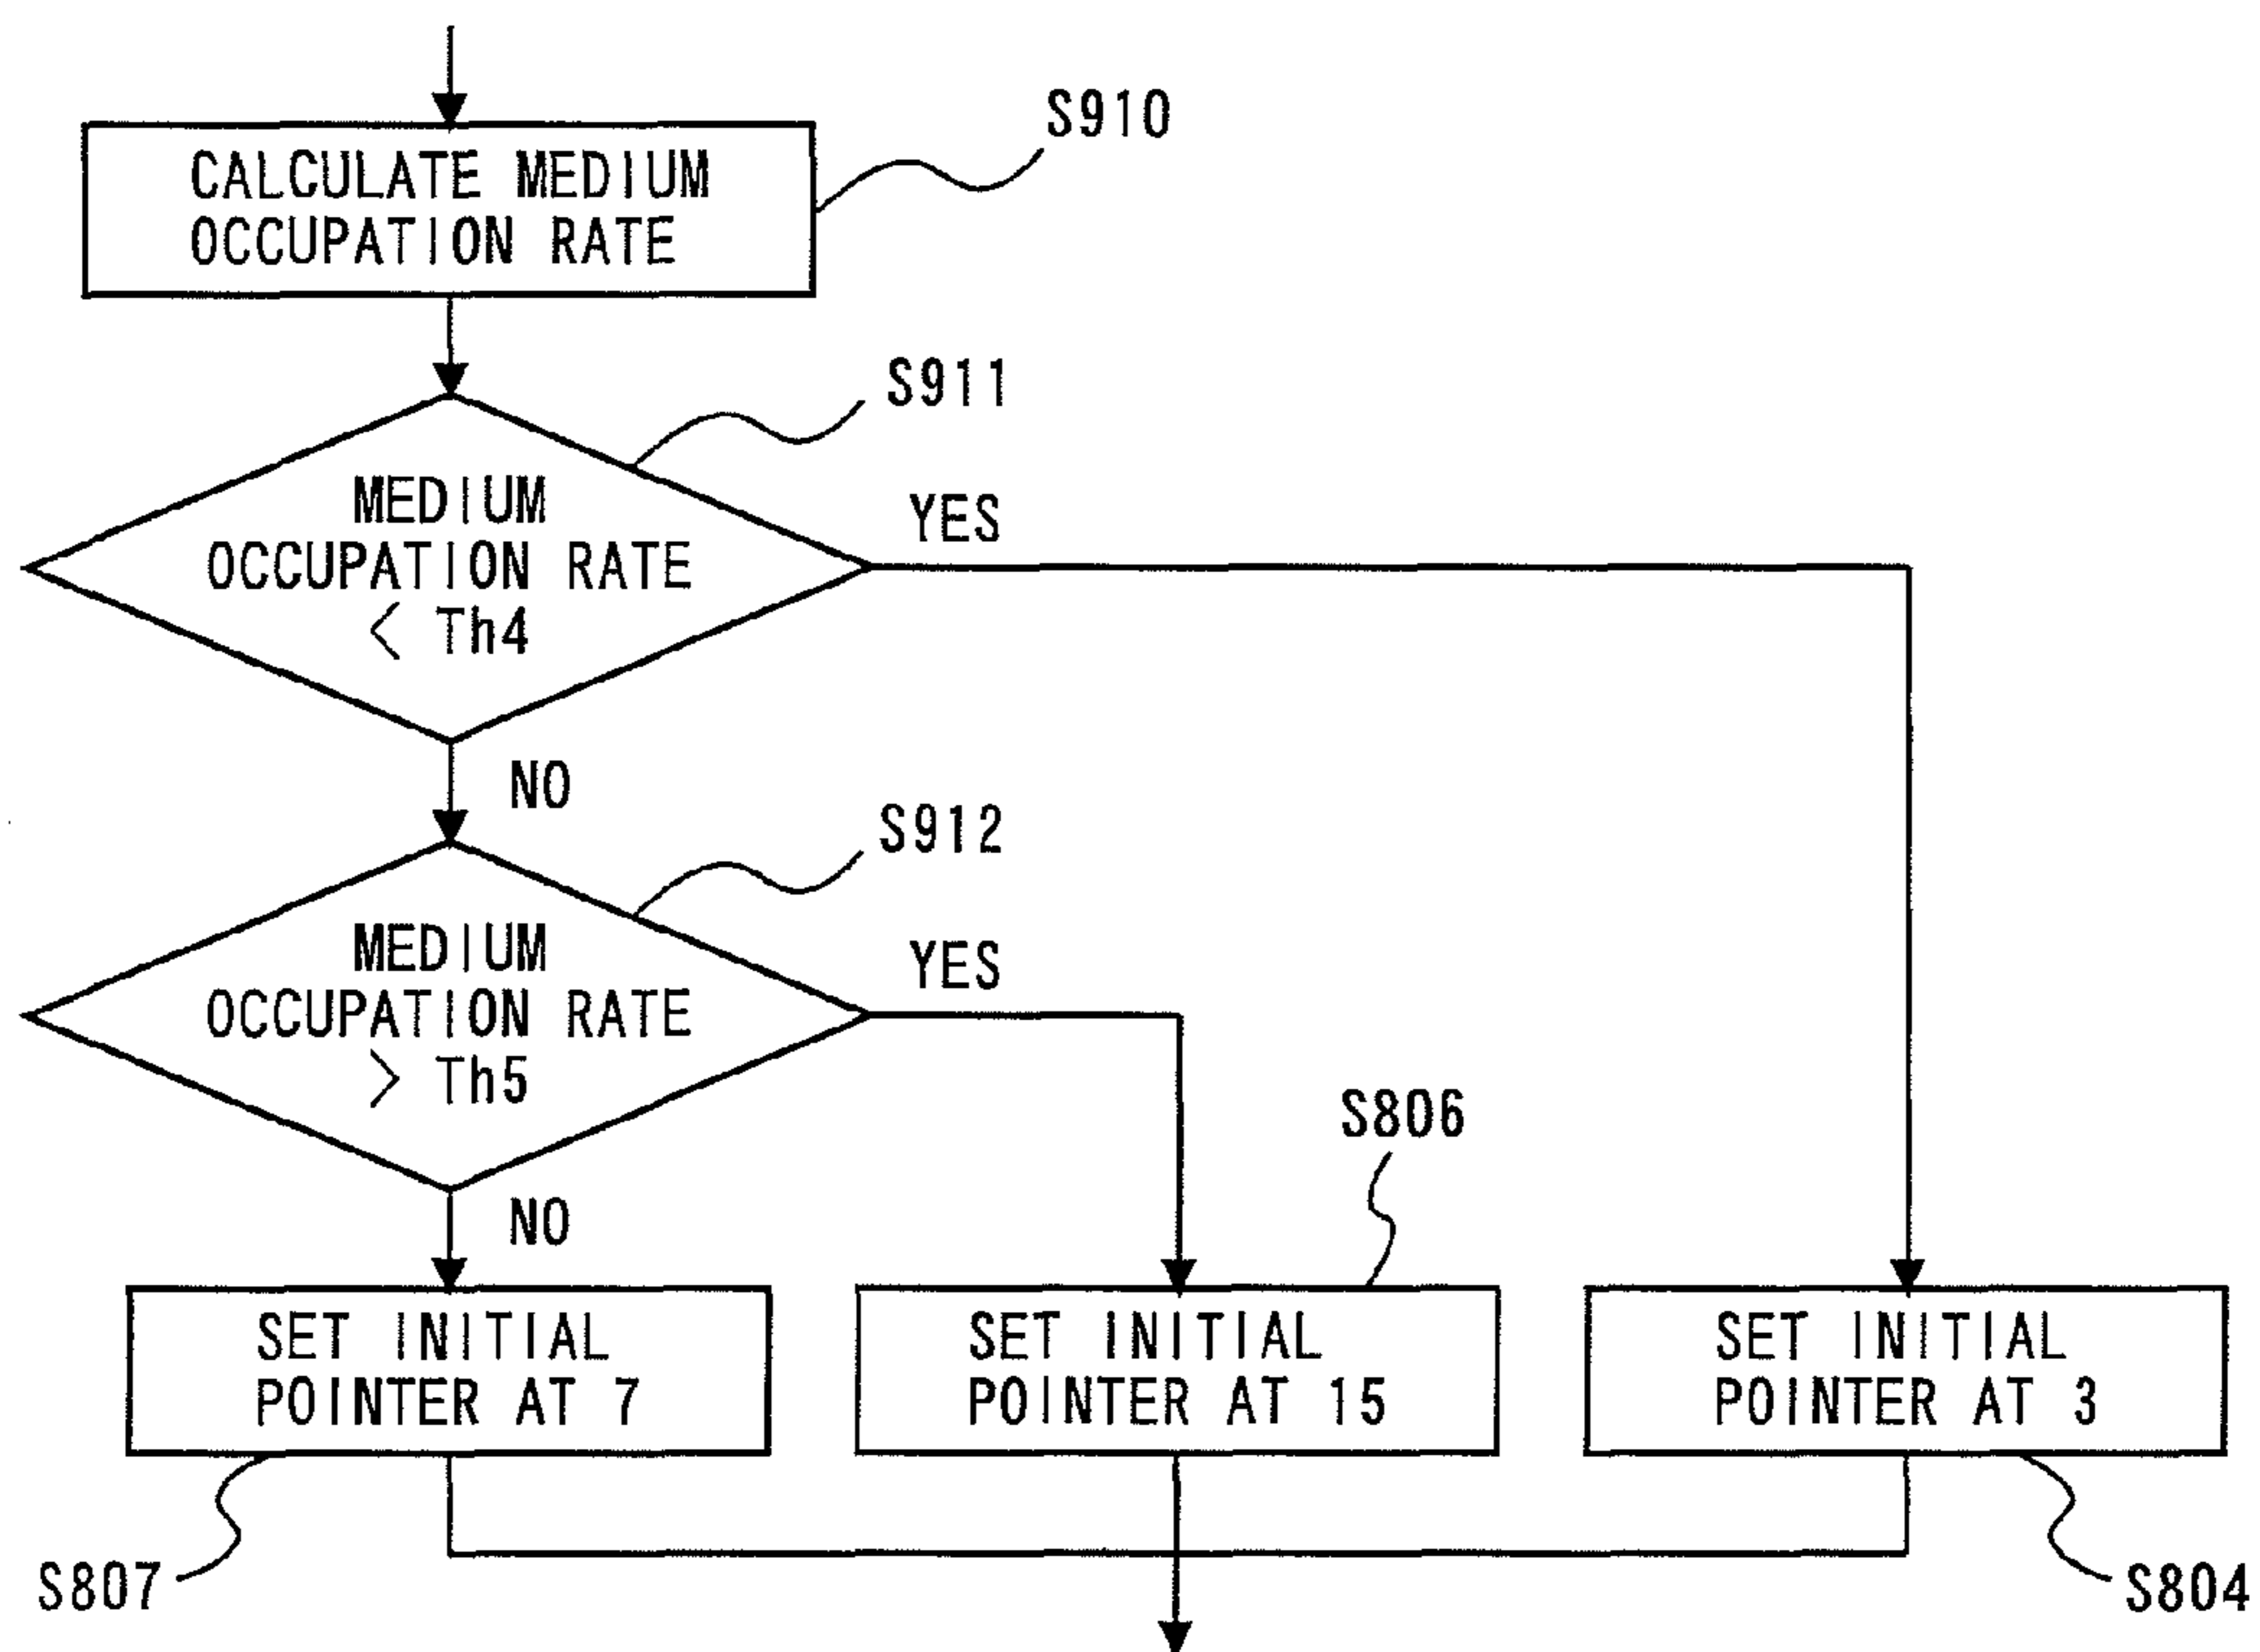 S910
CALCULATE MEDIUM
OCCUPATION RATE
S911
MEDIUM
OCCUPATION RATE
< Th4
YES
NO
S912
MEDIUM
OCCUPATION RATE
> Th5
YES
NO
S806
SET INITIAL
POINTER AT 7
SET INITIAL
POINTER AT 15
SET INITIAL
POINTER AT 3
S807
S804